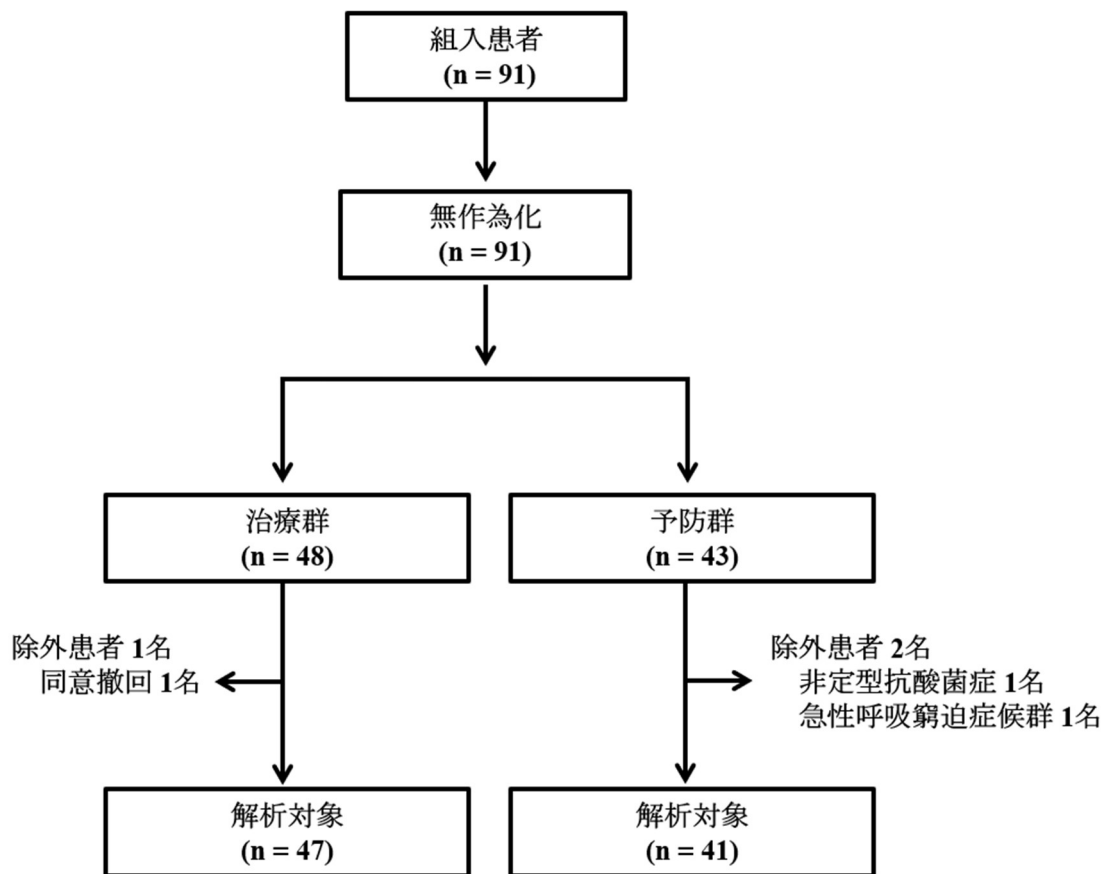 組入患者
(n = 91)
無作為化
(n = 91)
治療群
(n = 48)
予防群
(n = 43)
除外患者 1名
同意撤回 1名
除外患者 2名
非定型抗酸菌症 1名
急性呼吸窮迫症候群 1名
解析対象
(n = 47)
解析対象
(n = 41)